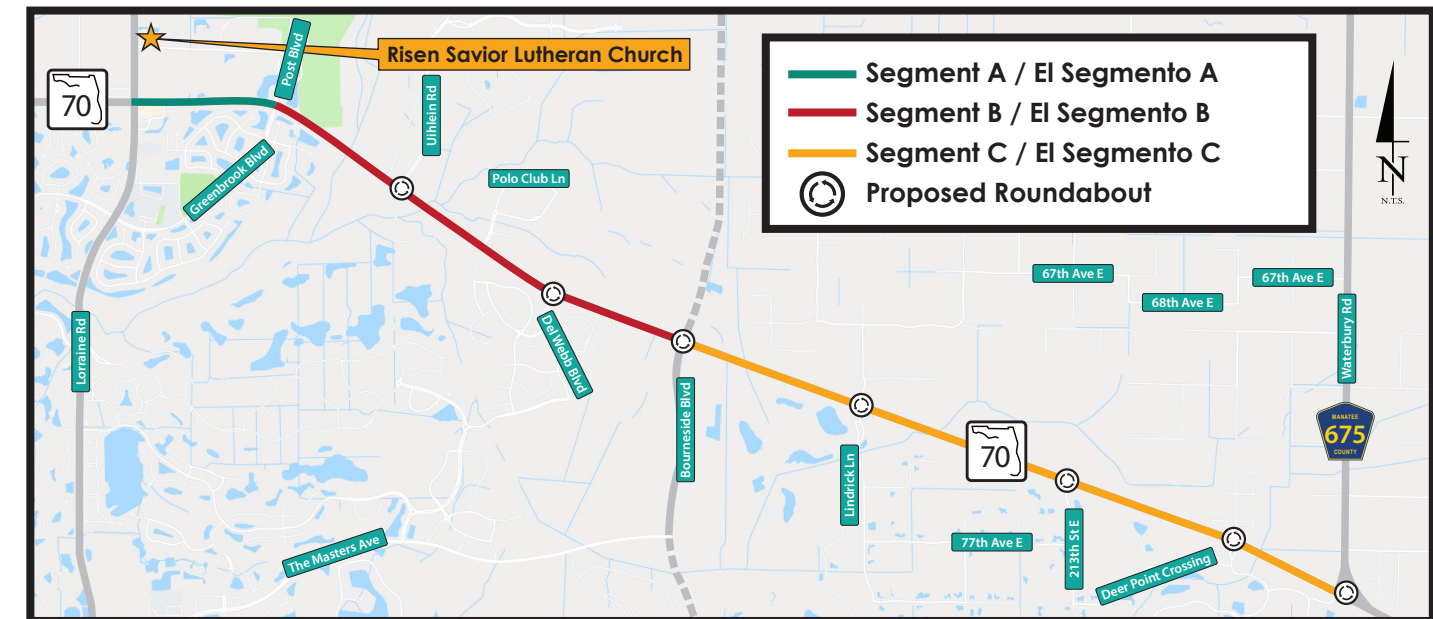 Risen Savior Lutheran Church
Post Blvd
70
Uihlein Rd
Greenbrook Blvd
Polo Club Ln
Segment A / El Segmento A
Segment B / El Segmento B
Segment C / El Segmento C
Proposed Roundabout
N
N.T.S.
67th Ave E
67th Ave E
68th Ave E
Lorraine Rd
Del Webb Blvd
Waterbury Rd
Bourneside Blvd
MANATEE
675
COUNTY
70
Lindrick Ln
The Masters Ave
77th Ave E
213th St E
Deer Point Crossing